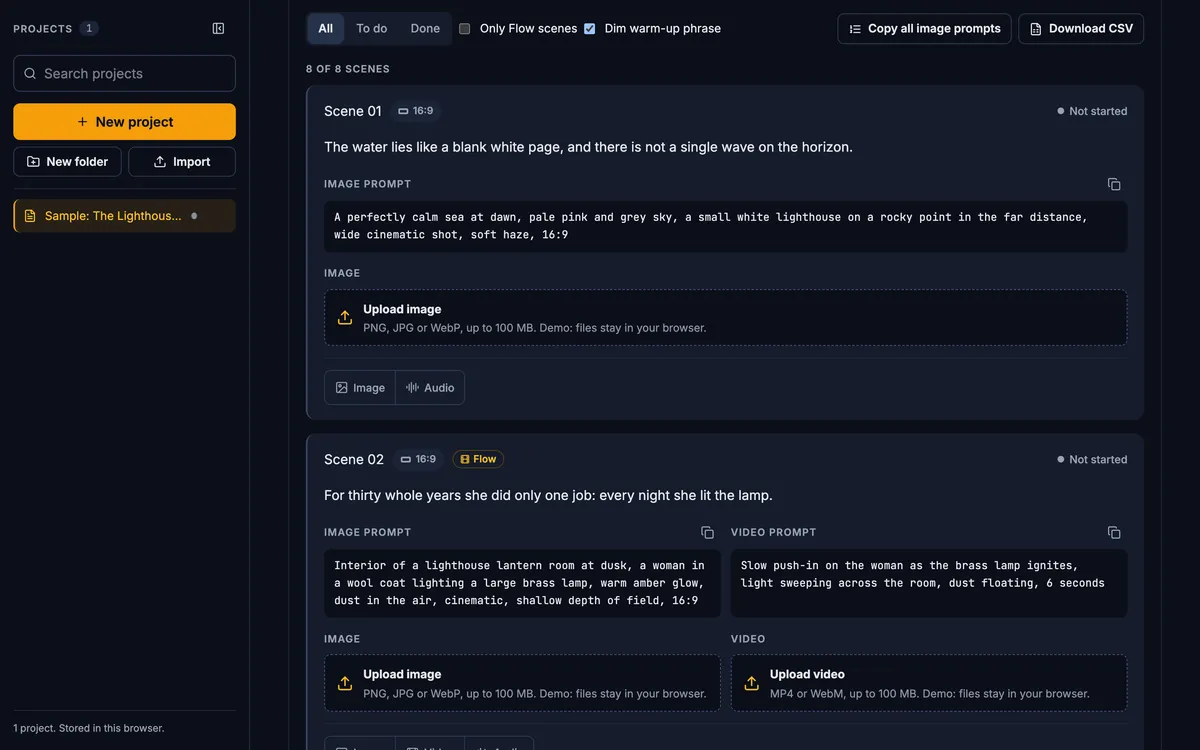 PROJECTS 1
Search projects
+ New project
New folder
Import
Sample: The Lighthous...
1 project. Stored in this browser.
All
To do
Done
Only Flow scenes
Dim warm-up phrase
Copy all image prompts
Download CSV
8 OF 8 SCENES
Scene 01
16:9
Not started
The water lies like a blank white page, and there is not a single wave on the horizon.
IMAGE PROMPT
A perfectly calm sea at dawn, pale pink and grey sky, a small white lighthouse on a rocky point in the far distance,
wide cinematic shot, soft haze, 16:9
IMAGE
Upload image
PNG, JPG or WebP, up to 100 MB. Demo: files stay in your browser.
Image
Audio
Scene 02
16:9
Flow
Not started
For thirty whole years she did only one job: every night she lit the lamp.
IMAGE PROMPT
Interior of a lighthouse lantern room at dusk, a woman in
a wool coat lighting a large brass lamp, warm amber glow,
dust in the air, cinematic, shallow depth of field, 16:9
VIDEO PROMPT
Slow push-in on the woman as the brass lamp ignites,
light sweeping across the room, dust floating, 6 seconds
IMAGE
Upload image
PNG, JPG or WebP, up to 100 MB. Demo: files stay in your browser.
VIDEO
Upload video
MP4 or WebM, up to 100 MB. Demo: files stay in your browser.